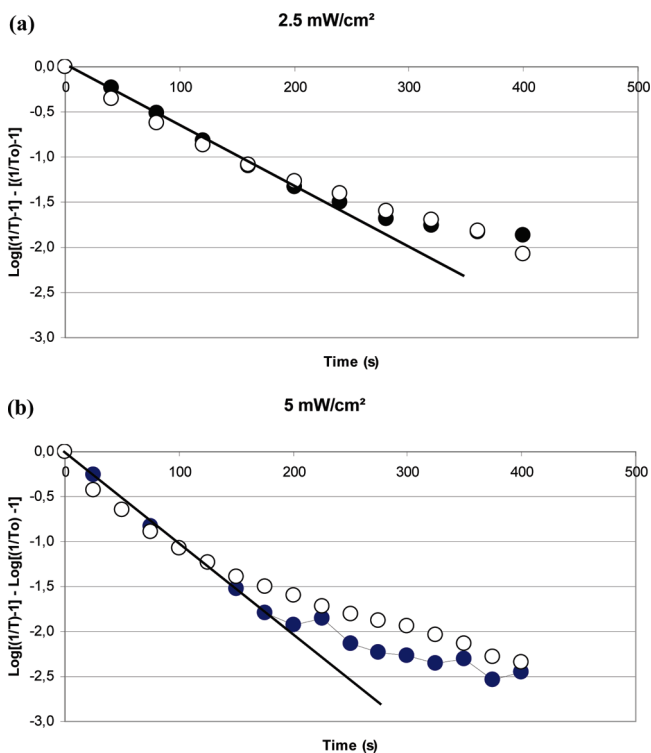 (a)
2.5 mW/cm²
0,0
0 100 200 300 400 500
-0,5
-1,0
-1,5
-2,0
-2,5
-3,0
Log[(1/T)-1] - [(1/To)-1]
Time (s)
(b)
5 mW/cm²
0,0
0 100 200 300 400 500
-0,5
-1,0
-1,5
-2,0
-2,5
-3,0
Log[(1/T)-1] - Log[(1/To) -1]
Time (s)